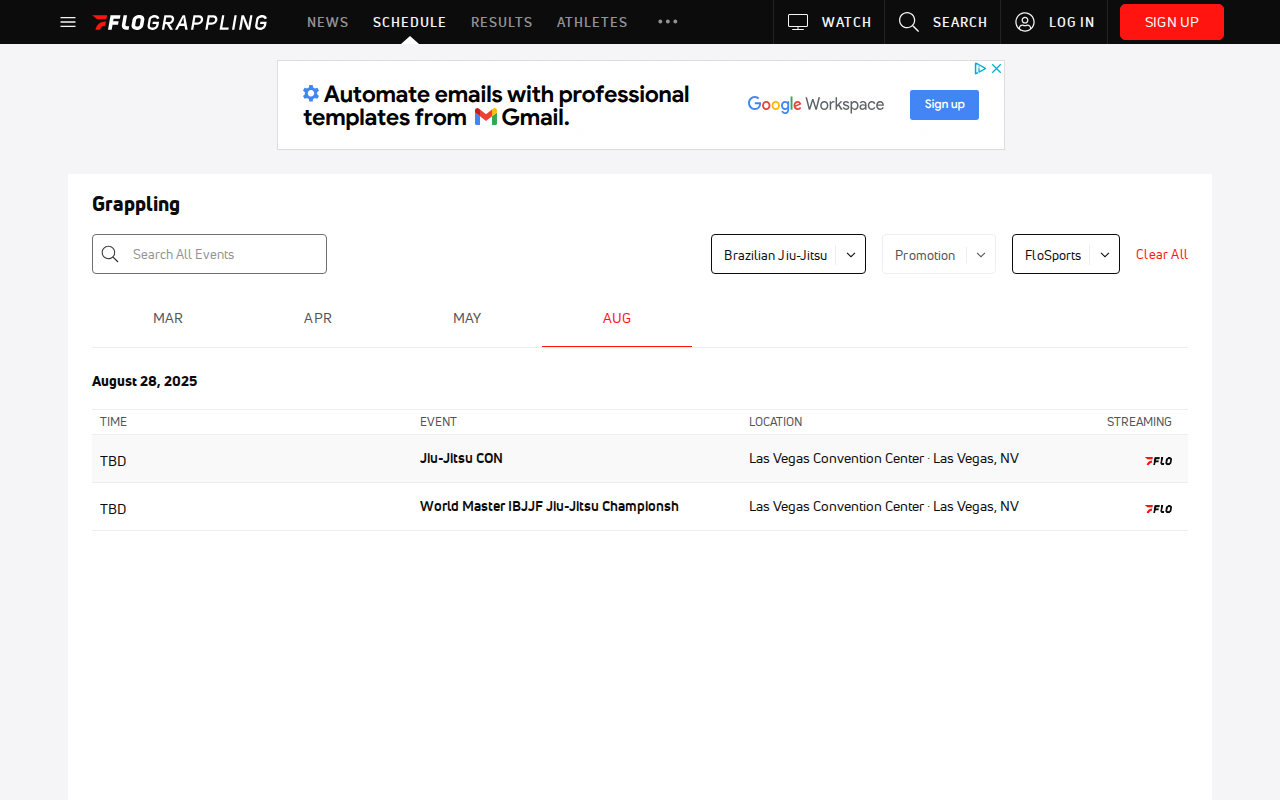 FLOGRAPPLING NEWS SCHEDULE RESULTS ATHLETES ••• WATCH SEARCH LOG IN SIGN UP
Automate emails with professional
templates from Gmail.
Google Workspace
Sign up
Grappling
Search All Events
Brazilian Jiu-Jitsu
Promotion
FloSports
Clear All
MAR APR MAY AUG
August 28, 2025
TIME EVENT LOCATION STREAMING
TBD Jiu-Jitsu CON Las Vegas Convention Center · Las Vegas, NV FLO
TBD World Master IBJJF Jiu-Jitsu Championsh Las Vegas Convention Center · Las Vegas, NV FLO